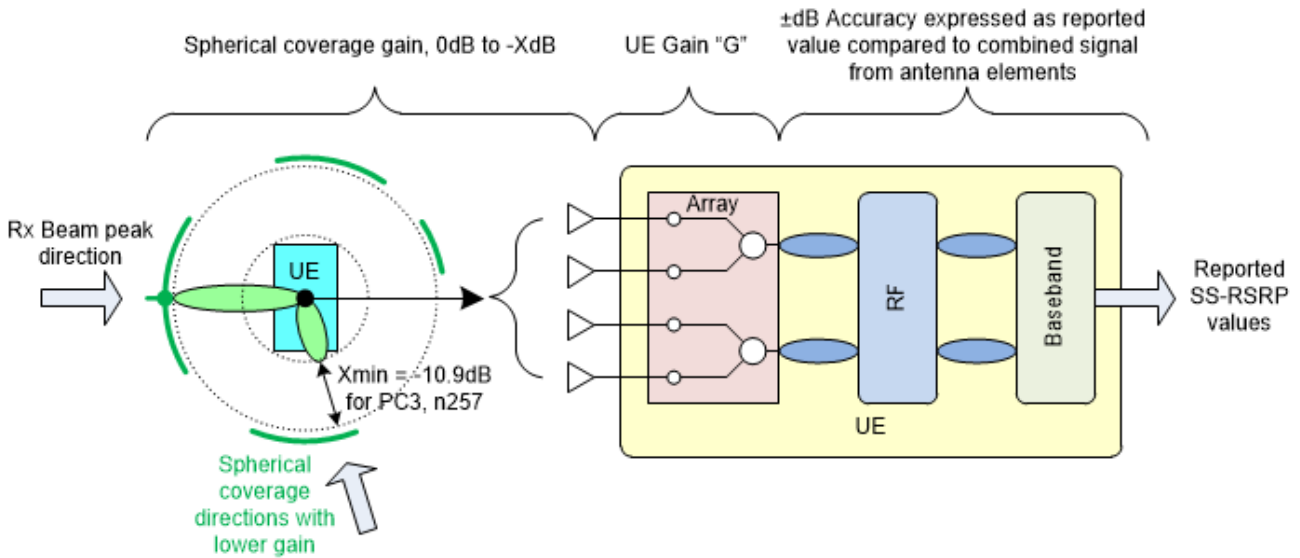 Spherical coverage gain, 0dB to -XdB
UE Gain “G”
±dB Accuracy expressed as reported
value compared to combined signal
from antenna elements
Rx Beam peak
direction
UE
Xmin = -10.9dB
for PC3, n257
Spherical
coverage
directions with
lower gain
Array
RF
Baseband
UE
Reported
SS-RSRP
values